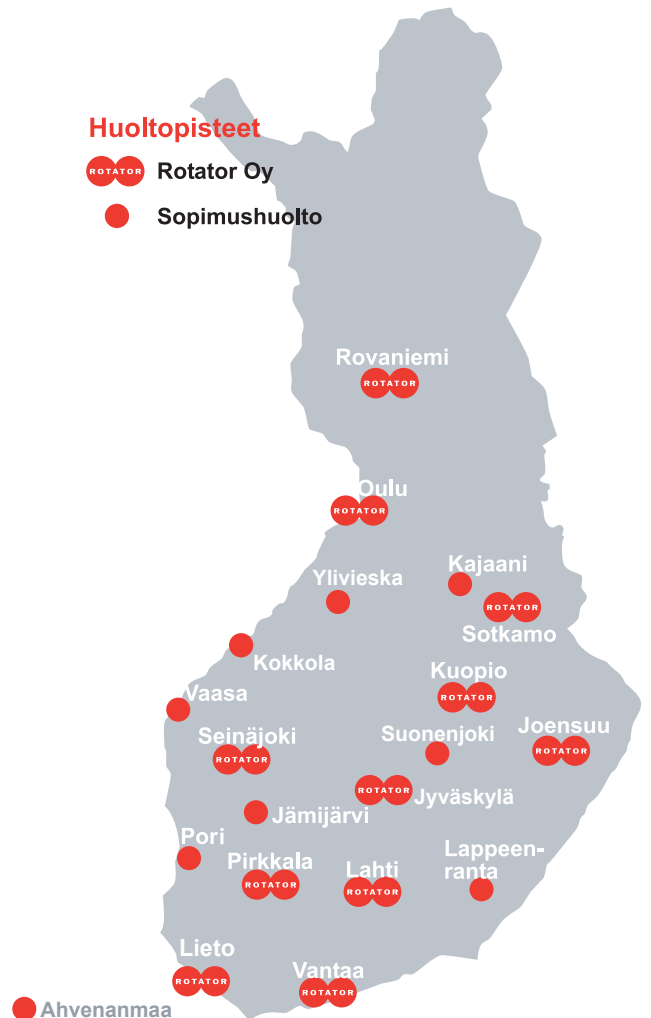 Huoltopisteet
ROTATOR Rotator Oy
Sopimushuolto
Rovaniemi
ROTATOR
Oulu
ROTATOR
Ylivieska
Kajaani
ROTATOR
Sotkamo
Kokkola
Kuopio
ROTATOR
Vaasa
Seinäjoki
ROTATOR
Suonenjoki
Joensuu
ROTATOR
ROTATOR Jyväskylä
Jämijärvi
Pori
Pirkkala
ROTATOR
Lahti
ROTATOR
Lappeen-
ranta
Lieto
ROTATOR
Vantaa
ROTATOR
Ahvenanmaa